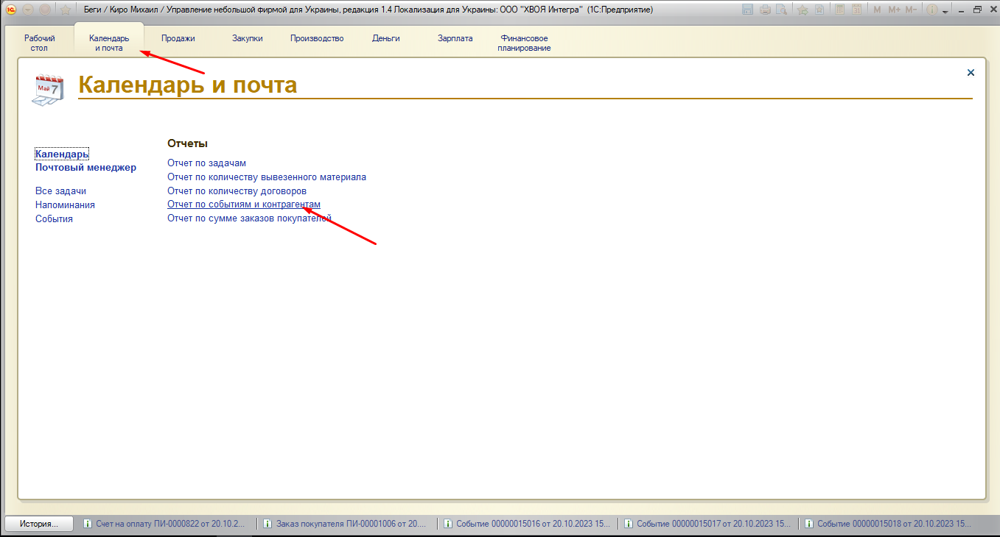 Беги / Киро Михаил / Управление небольшой фирмой для Украины, редакция 1.4 Локализация для Украины: ООО "ХВОЯ Интегра" (1С:Предприятие)
M M+ M-
Рабочий
стол
Календарь
и почта
Продажи
Закупки
Производство
Деньги
Зарплата
Финансовое
планирование
Май 7
Календарь и почта
Календарь
Почтовый менеджер
Все задачи
Напоминания
События
Отчеты
Отчет по задачам
Отчет по количеству вывезенного материала
Отчет по количеству договоров
Отчет по событиям и контрагентам
Отчет по сумме заказов покупателей
История...
Счет на оплату ПИ-0000822 от 20.10.2...
Заказ покупателя ПИ-00001006 от 20....
Событие 00000015016 от 20.10.2023 15...
Событие 00000015017 от 20.10.2023 15...
Событие 00000015018 от 20.10.2023 15...